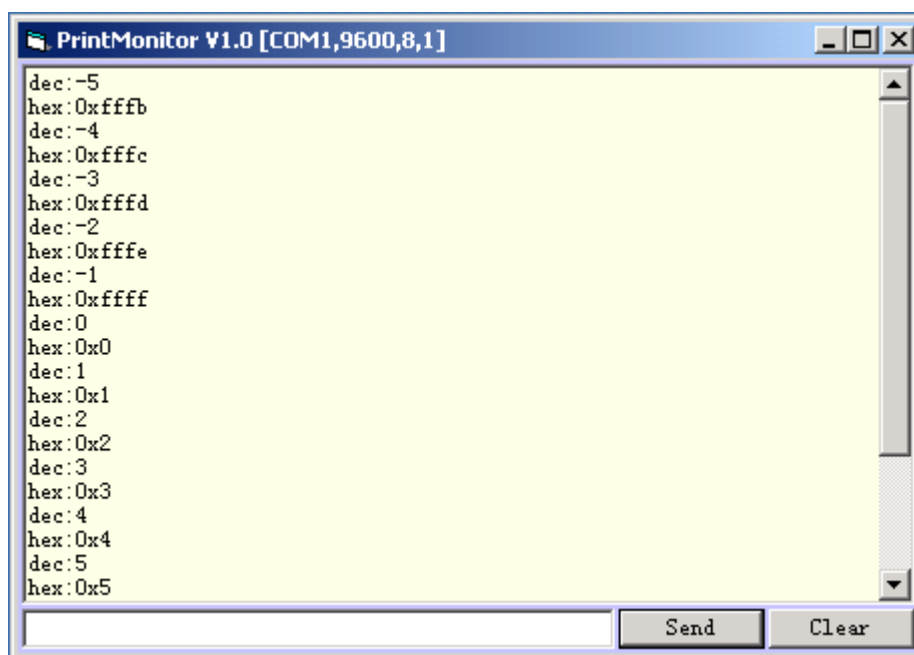 PrintMonitor V1.0 [COM1,9600,8,1]
dec:-5
hex:0xfffb
dec:-4
hex:0xfffc
dec:-3
hex:0xfffd
dec:-2
hex:0xfffe
dec:-1
hex:0xffff
dec:0
hex:0x0
dec:1
hex:0x1
dec:2
hex:0x2
dec:3
hex:0x3
dec:4
hex:0x4
dec:5
hex:0x5
Send Clear